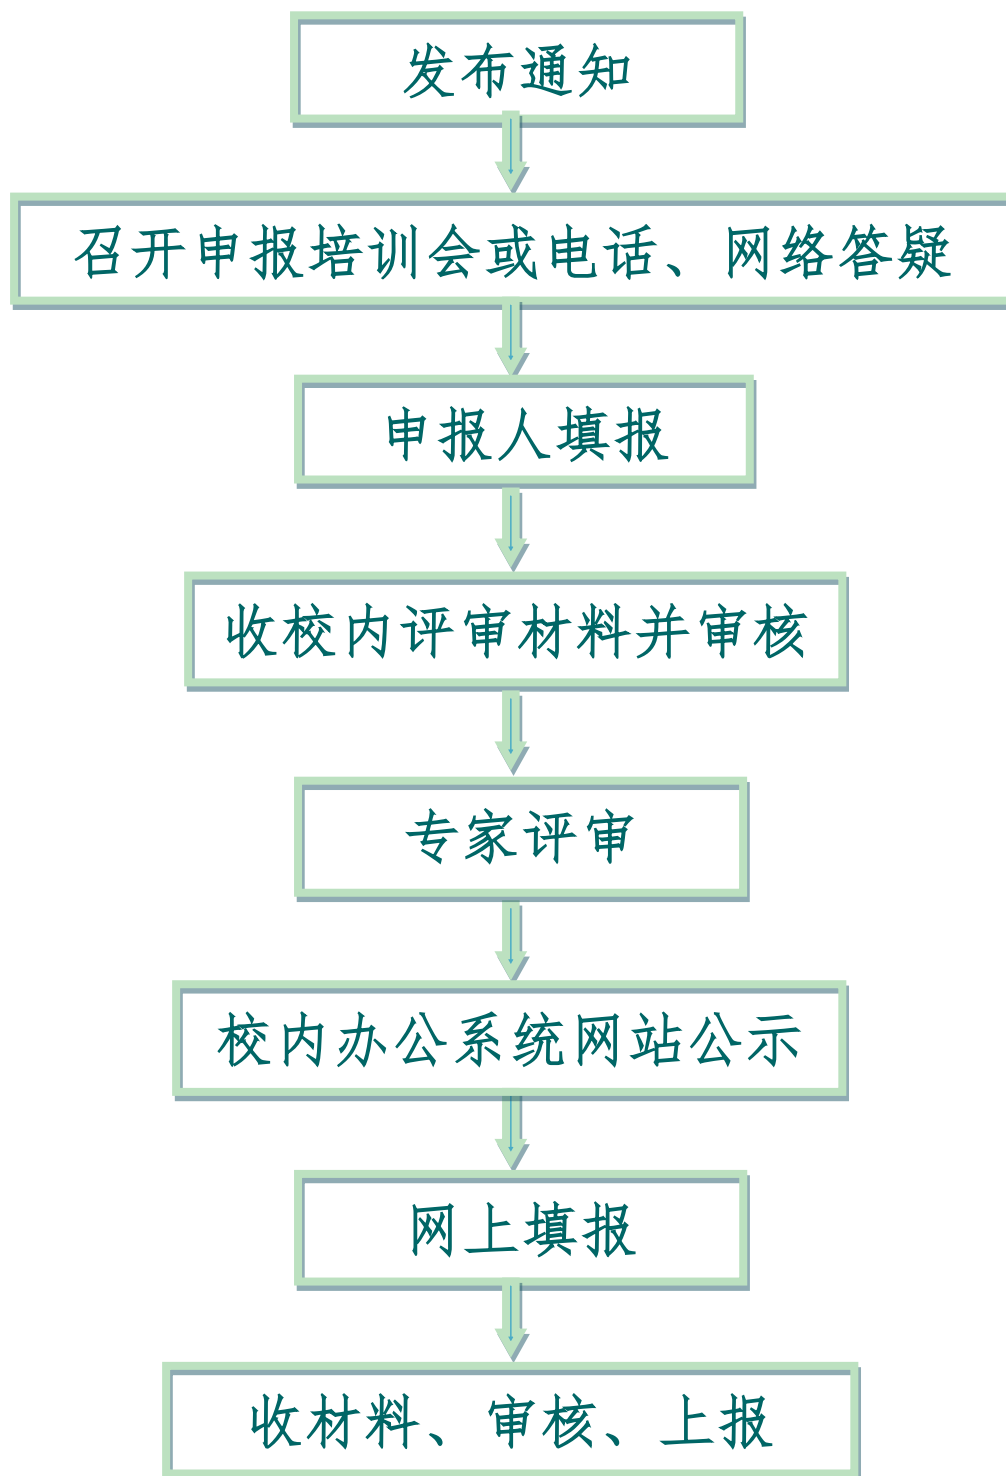 发布通知
召开申报培训会或电话、网络答疑
申报人填报
收校内评审材料并审核
专家评审
校内办公系统网站公示
网上填报
收材料、审核、上报